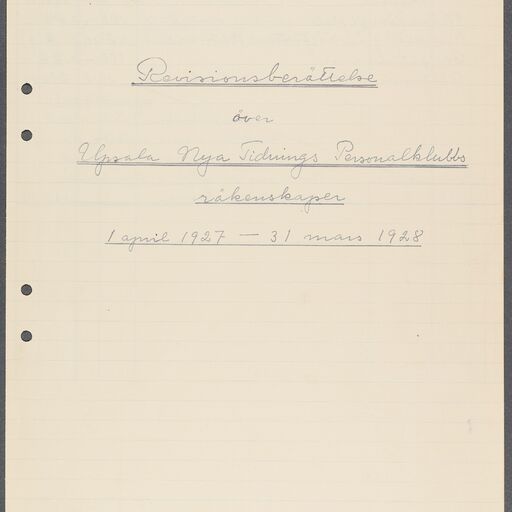 Revisionsberättelse
över
Upsala Nya Tidnings Personalklubbs
räkenskaper
1 april 1927 — 31 mars 1928